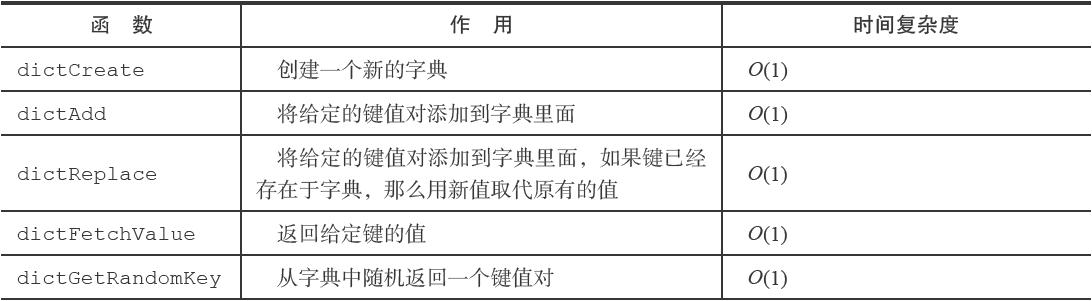 函 数 作 用 时间复杂度
dictCreate 创建一个新的字典 O(1)
dictAdd 将给定的键值对添加到字典里面 O(1)
dictReplace 将给定的键值对添加到字典里面，如果键已经 O(1)
存在于字典，那么用新值取代原有的值
dictFetchValue 返回给定键的值 O(1)
dictGetRandomKey 从字典中随机返回一个键值对 O(1)